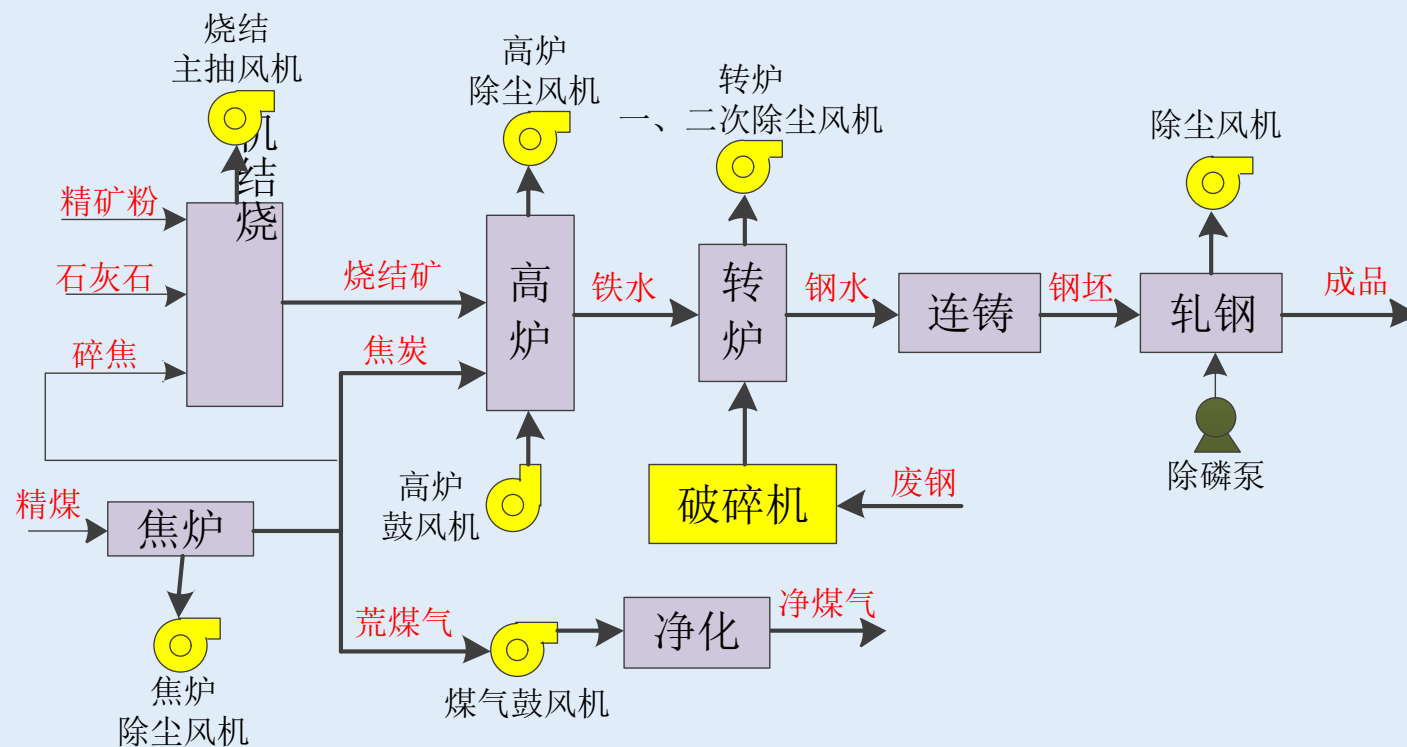 烧结
主抽风机
高炉
除尘风机
转炉
一、二次除尘风机
除尘风机
机
结
烧
精矿粉
石灰石
碎焦
烧结矿
焦炭
高
炉
铁水
转
炉
钢水
连铸
钢坯
轧钢
成品
高炉
鼓风机
破碎机
废钢
除磷泵
精煤
焦炉
荒煤气
净化
净煤气
煤气鼓风机
焦炉
除尘风机